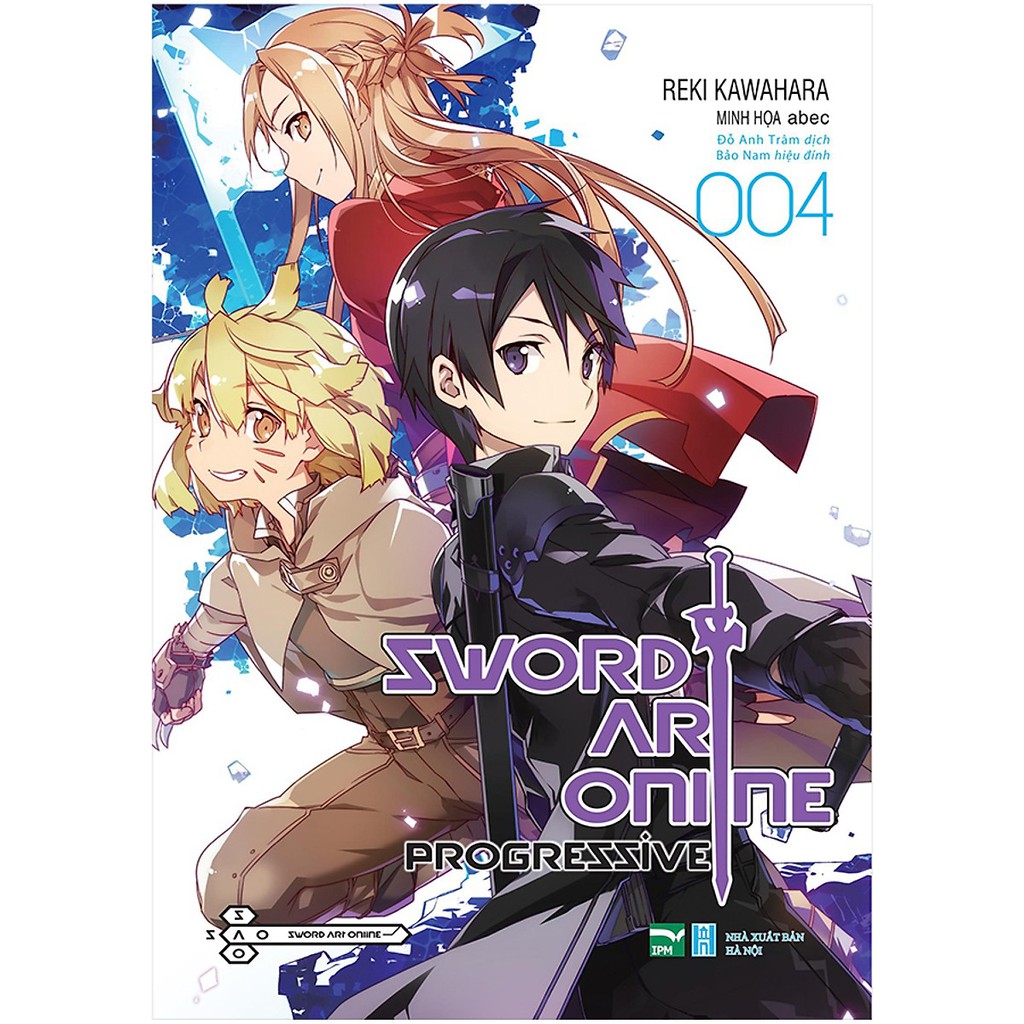 REKI KAWAHARA
MINH HỌA abec
Đỗ Anh Tràm dịch
Bảo Nam hiệu đính
004
SWORD
ART
ONLINE
PROGRESSIVE
S
S A O SWORD ART ONLINE
O
IPM
NHÀ XUẤT BẢN
HÀ NỘI